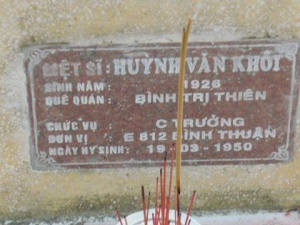 LIỆT SĨ: HUỲNH VĂN KHÔI
SINH NĂM : 1926
QUÊ QUÁN : BÌNH TRỊ THIÊN
CHỨC VỤ : C TRƯỞNG
ĐƠN VỊ : E 812 BÌNH THUẬN
NGÀY HY SINH: 19-03-1950